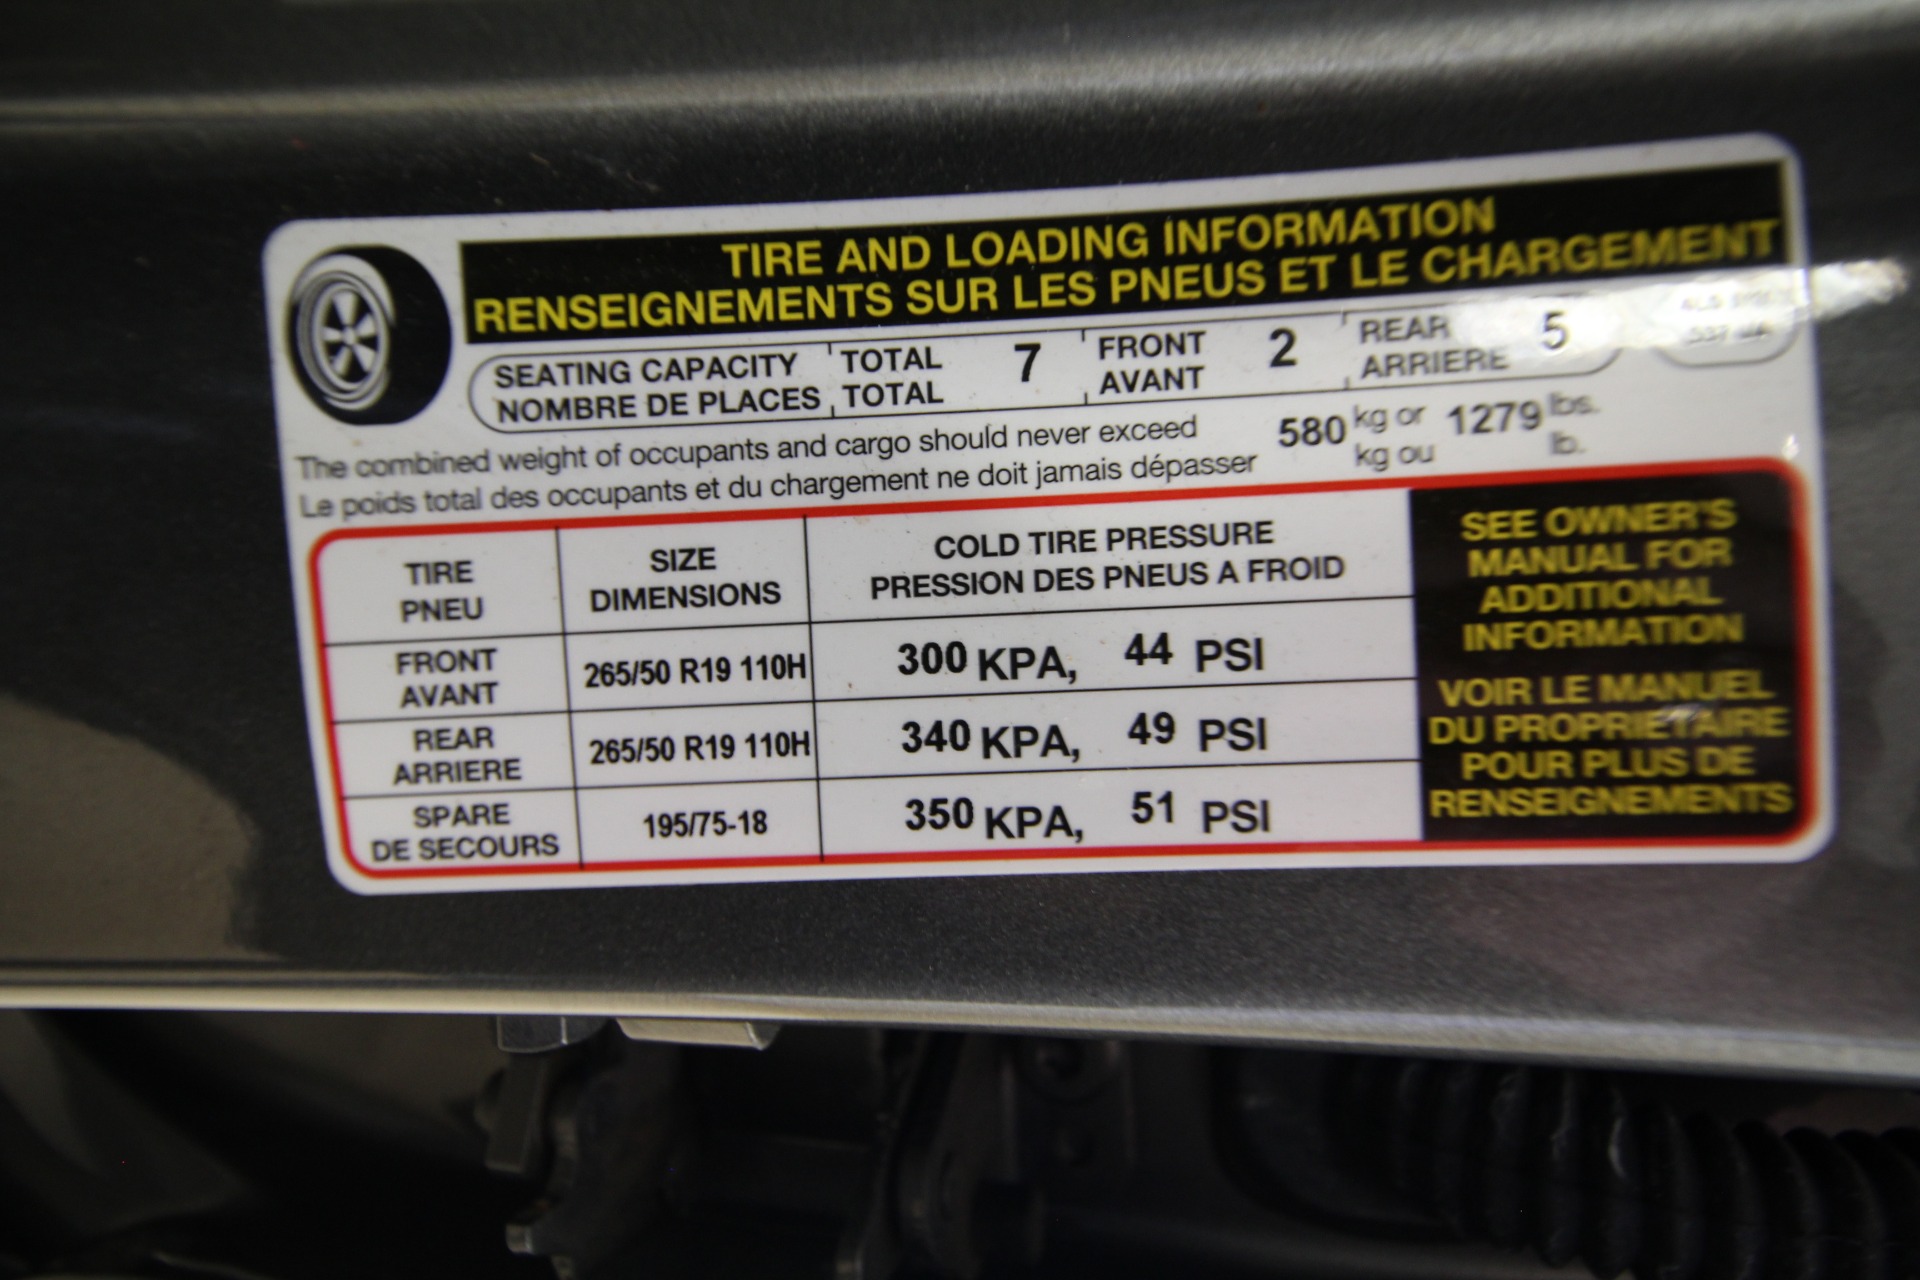 TIRE AND LOADING INFORMATION
RENSEIGNEMENTS SUR LES PNEUS ET LE CHARGEMENT
SEATING CAPACITY TOTAL 7 FRONT 2 REAR 5
NOMBRE DE PLACES TOTAL AVANT ARRIERE
The combined weight of occupants and cargo should never exceed 580 kg or 1279 lbs.
Le poids total des occupants et du chargement ne doit jamais dépasser kg ou lb.
TIRE SIZE COLD TIRE PRESSURE
PNEU DIMENSIONS PRESSION DES PNEUS A FROID
FRONT
AVANT
265/50 R19 110H 300 KPA, 44 PSI
REAR
ARRIERE
265/50 R19 110H 340 KPA, 49 PSI
SPARE
DE SECOURS
195/75-18 350 KPA, 51 PSI
SEE OWNER'S
MANUAL FOR
ADDITIONAL
INFORMATION
VOIR LE MANUEL
DU PROPRIETAIRE
POUR PLUS DE
RENSEIGNEMENTS